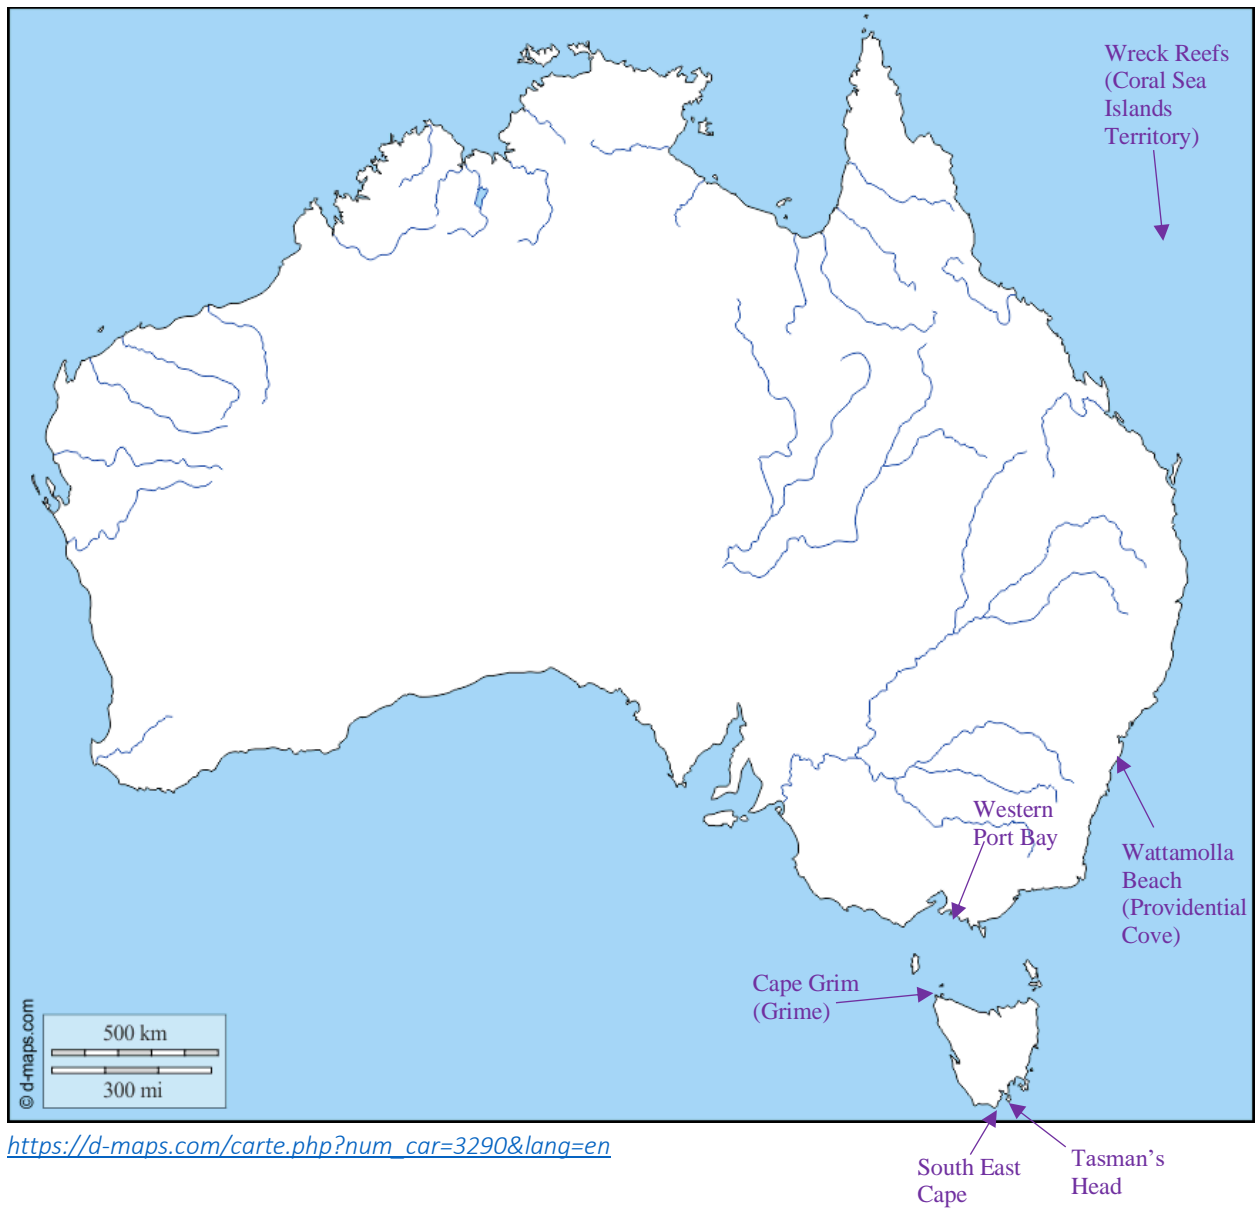 Wreck Reefs
(Coral Sea
Islands
Territory)
Western
Port Bay
Wattamolla
Beach
(Providential
Cove)
Cape Grim
(Grime)
© d-maps.com
500 km
300 mi
https://d-maps.com/carte.php?num_car=3290&lang=en
South East
Cape
Tasman’s
Head